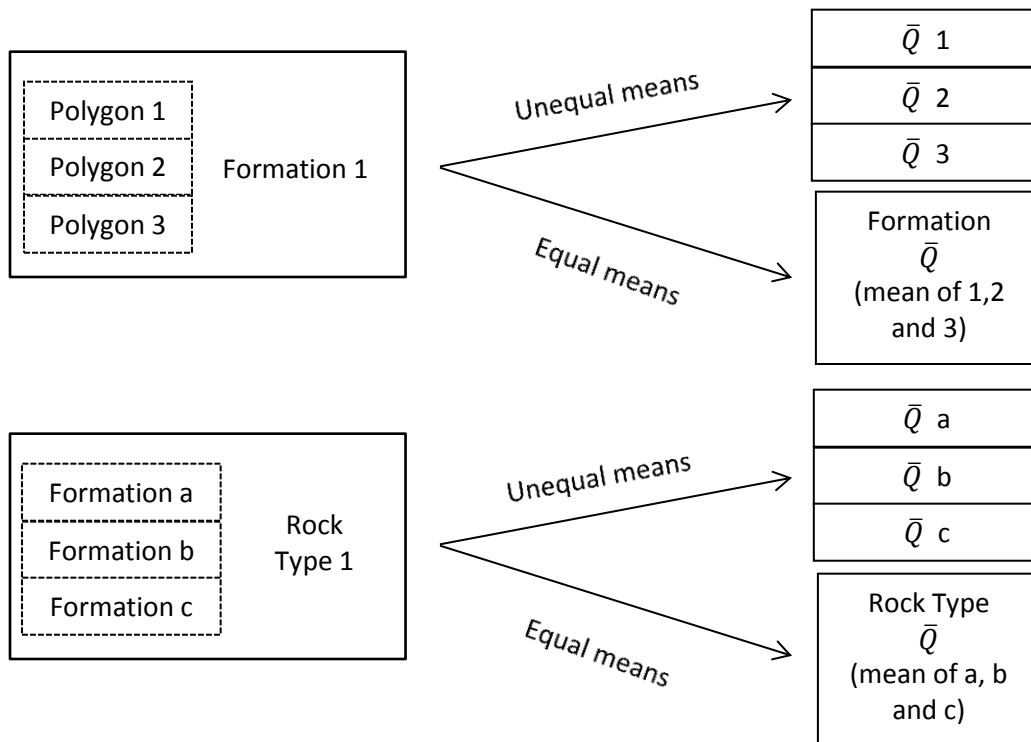 Polygon 1
Polygon 2
Polygon 3
Formation 1
Unequal means
Equal means
Q̅ 1
Q̅ 2
Q̅ 3
Formation
Q̅
(mean of 1,2
and 3)
Formation a
Formation b
Formation c
Rock
Type 1
Unequal means
Equal means
Q̅ a
Q̅ b
Q̅ c
Rock Type
Q̅
(mean of a, b
and c)